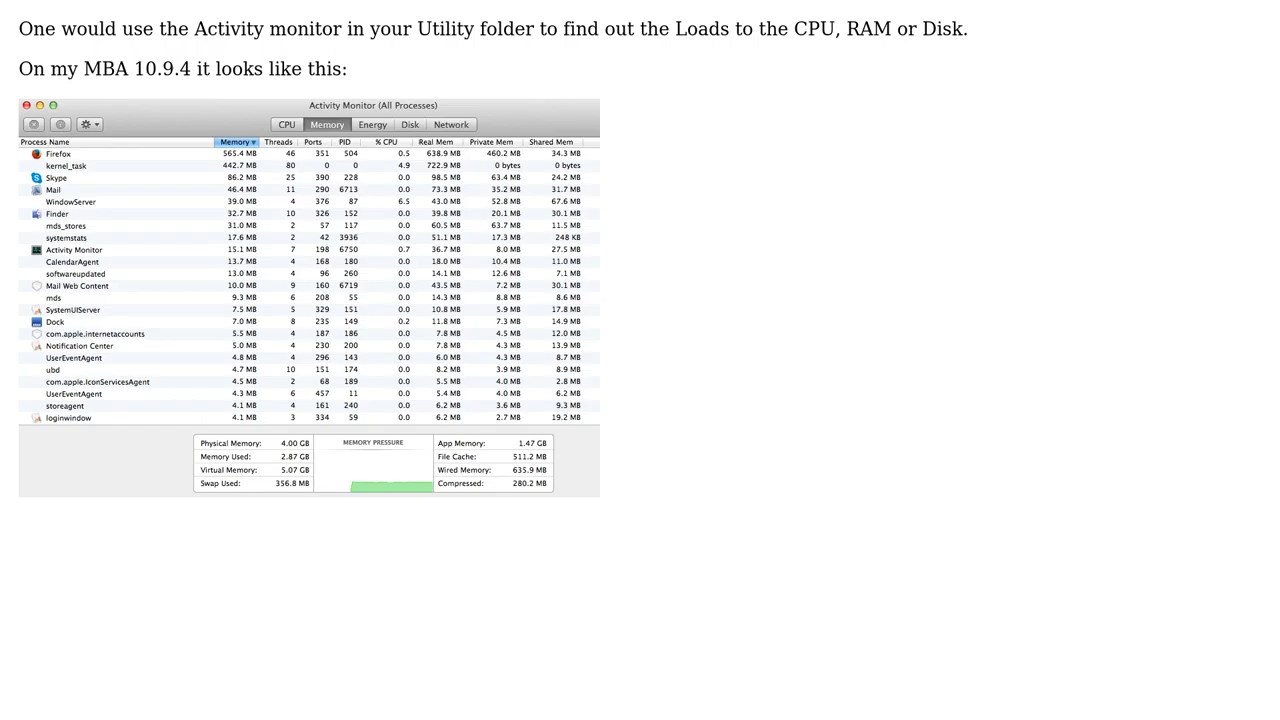 One would use the Activity monitor in your Utility folder to find out the Loads to the CPU, RAM or Disk.
On my MBA 10.9.4 it looks like this:
Activity Monitor (All Processes)
CPU Memory Energy Disk Network
Process Name Memory Threads Ports PID % CPU Real Mem Private Mem Shared Mem
Firefox 565.4 MB 46 351 504 0.5 638.9 MB 460.2 MB 34.3 MB
kernel_task 442.7 MB 80 0 0 4.9 722.9 MB 0 bytes 0 bytes
Skype 86.2 MB 25 390 228 0.0 98.5 MB 63.4 MB 24.2 MB
Mail 46.4 MB 11 290 6713 0.0 73.3 MB 35.2 MB 31.7 MB
WindowServer 39.0 MB 4 376 87 6.5 43.0 MB 52.8 MB 67.6 MB
Finder 32.7 MB 10 326 152 0.0 39.8 MB 20.1 MB 30.1 MB
mds_stores 31.0 MB 2 57 117 0.0 60.5 MB 63.7 MB 11.5 MB
systemstats 17.6 MB 2 42 3936 0.0 51.1 MB 17.3 MB 248 KB
Activity Monitor 15.1 MB 7 198 6750 0.7 36.7 MB 8.0 MB 27.5 MB
CalendarAgent 13.7 MB 4 168 180 0.0 18.0 MB 10.4 MB 11.0 MB
softwareupdated 13.0 MB 4 96 260 0.0 14.1 MB 12.6 MB 7.1 MB
Mail Web Content 10.0 MB 9 160 6719 0.0 43.5 MB 7.2 MB 30.1 MB
mds 9.3 MB 6 208 55 0.0 14.3 MB 8.8 MB 8.6 MB
SystemUIServer 7.5 MB 5 329 151 0.0 10.8 MB 5.9 MB 17.8 MB
Dock 7.0 MB 8 235 149 0.2 11.8 MB 7.3 MB 14.9 MB
com.apple.internetaccounts 5.5 MB 4 187 186 0.0 7.8 MB 4.5 MB 12.0 MB
Notification Center 5.0 MB 4 230 200 0.0 7.8 MB 4.3 MB 13.9 MB
UserEventAgent 4.8 MB 4 296 143 0.0 6.0 MB 4.3 MB 8.7 MB
ubd 4.7 MB 10 151 174 0.0 8.2 MB 3.9 MB 8.9 MB
com.apple.IconServicesAgent 4.5 MB 2 68 189 0.0 5.5 MB 4.0 MB 2.8 MB
UserEventAgent 4.3 MB 6 457 11 0.0 5.4 MB 4.0 MB 6.2 MB
storeagent 4.1 MB 4 161 240 0.0 6.2 MB 3.6 MB 9.3 MB
loginwindow 4.1 MB 3 334 59 0.0 6.2 MB 2.7 MB 19.2 MB
Physical Memory: 4.00 GB MEMORY PRESSURE App Memory: 1.47 GB
Memory Used: 2.87 GB File Cache: 511.2 MB
Virtual Memory: 5.07 GB Wired Memory: 635.9 MB
Swap Used: 356.8 MB Compressed: 280.2 MB